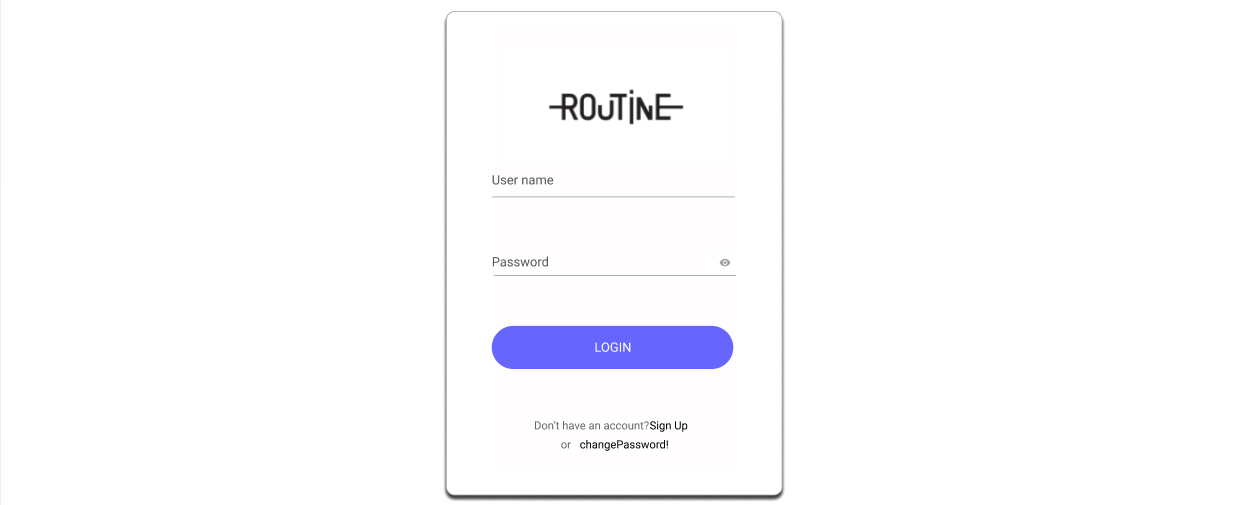 ROUTINE
User name
Password
LOGIN
Don't have an account?Sign Up
or changePassword!